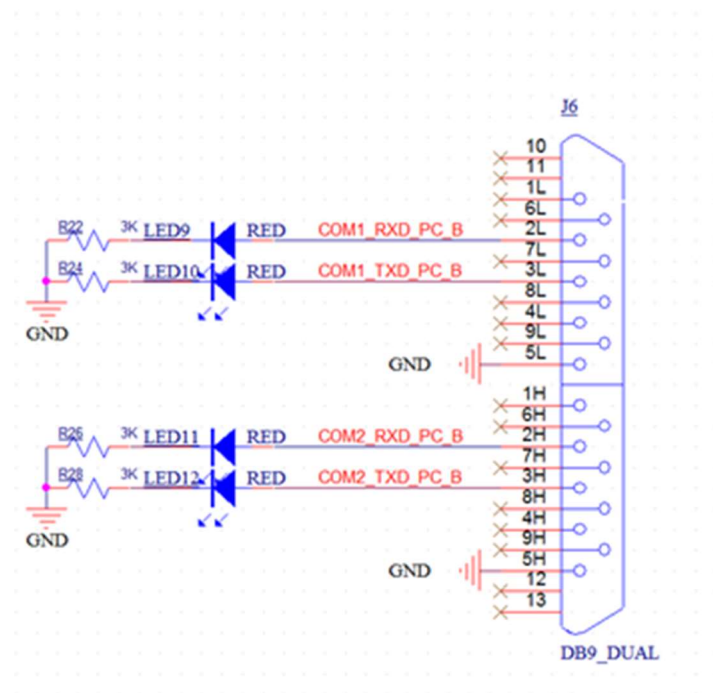 J6
10
11
1L
6L
R22 3K LED9 RED COM1_RXD_PC_B 2L
7L
R24 3K LED10 RED COM1_TXD_PC_B 3L
8L
GND
4L
9L
GND 5L
1H
6H
R26 3K LED11 RED COM2_RXD_PC_B 2H
7H
R28 3K LED12 RED COM2_TXD_PC_B 3H
8H
GND
4H
9H
GND 5H
12
13
DB9_DUAL